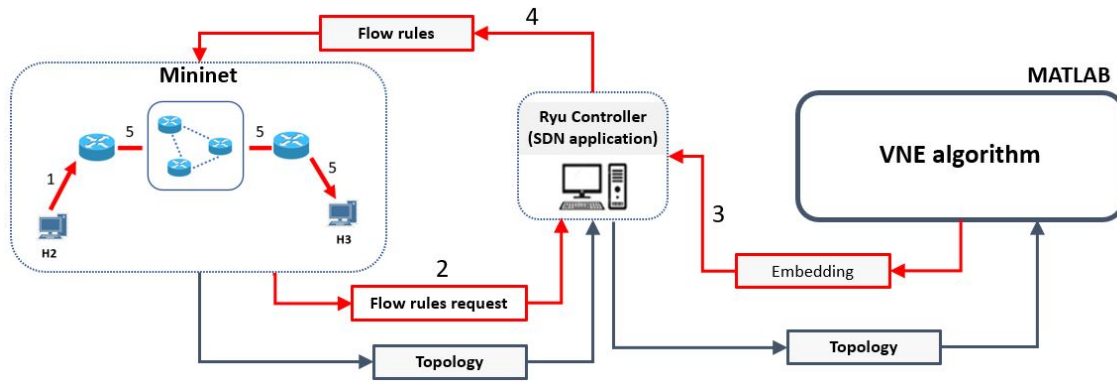 4
Flow rules
Mininet
MATLAB
Ryu Controller
(SDN application)
VNE algorithm
5
5
1
5
3
H2
H3
2
Embedding
Flow rules request
Topology
Topology